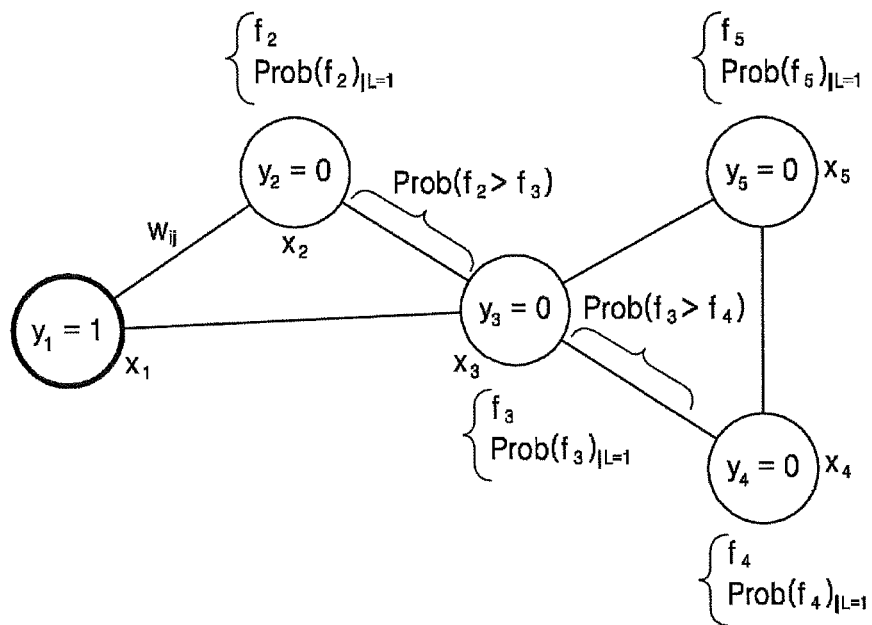 f2
Prob(f2)|L=1
f5
Prob(f5)|L=1
y2 = 0
x2
Prob(f2 > f3)
y5 = 0
x5
wij
y1 = 1
x1
y3 = 0
x3
Prob(f3 > f4)
f3
Prob(f3)|L=1
y4 = 0
x4
f4
Prob(f4)|L=1